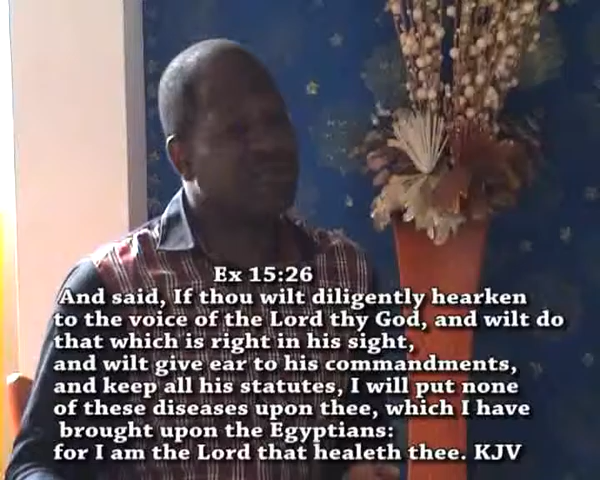 Ex 15:26
And said, If thou wilt diligently hearken
to the voice of the Lord thy God, and wilt do
that which is right in his sight,
and wilt give ear to his commandments,
and keep all his statutes, I will put none
of these diseases upon thee, which I have
brought upon the Egyptians:
for I am the Lord that healeth thee. KJV